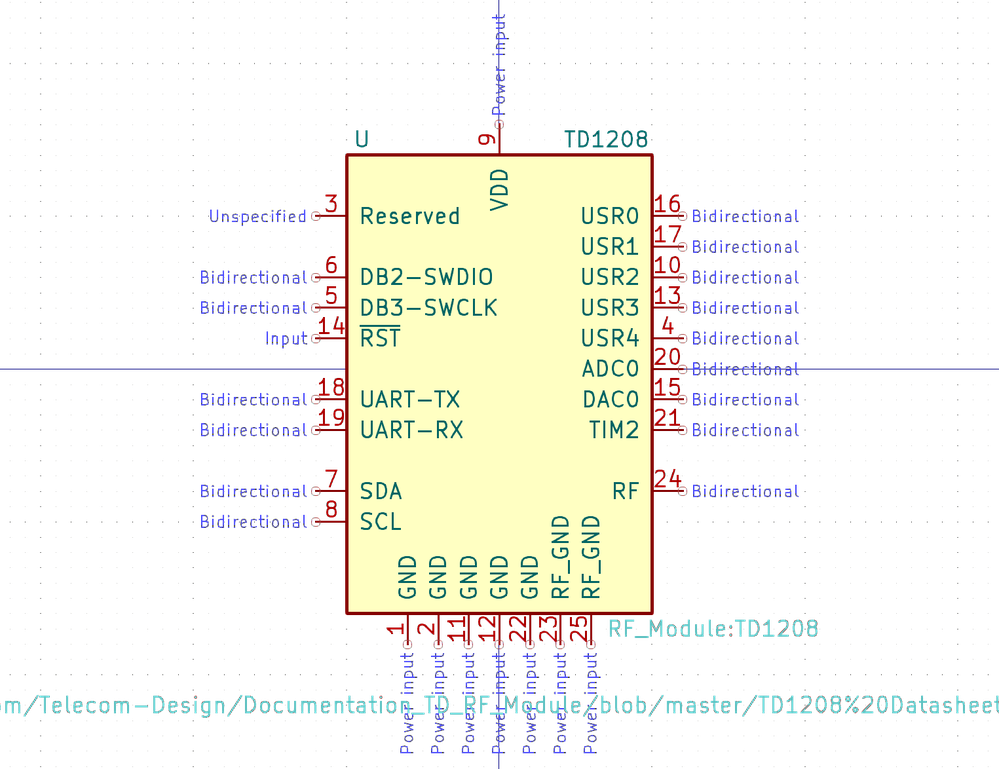 Power input
9
U TD1208
VDD
Unspecified 3 Reserved USR0 16 Bidirectional
USR1 17 Bidirectional
Bidirectional 6 DB2-SWDIO USR2 10 Bidirectional
Bidirectional 5 DB3-SWCLK USR3 13 Bidirectional
Input 14 RST USR4 4 Bidirectional
ADC0 20 Bidirectional
Bidirectional 18 UART-TX DAC0 15 Bidirectional
Bidirectional 19 UART-RX TIM2 21 Bidirectional
Bidirectional 7 SDA RF 24 Bidirectional
Bidirectional 8 SCL
GND GND GND GND GND RF_GND RF_GND
1 2 11 12 22 23 25
RF_Module:TD1208
Power input Power input Power input Power input Power input Power input Power input
om/Telecom-Design/Documentation_TD_RF_Module/blob/master/TD1208%20Datasheet